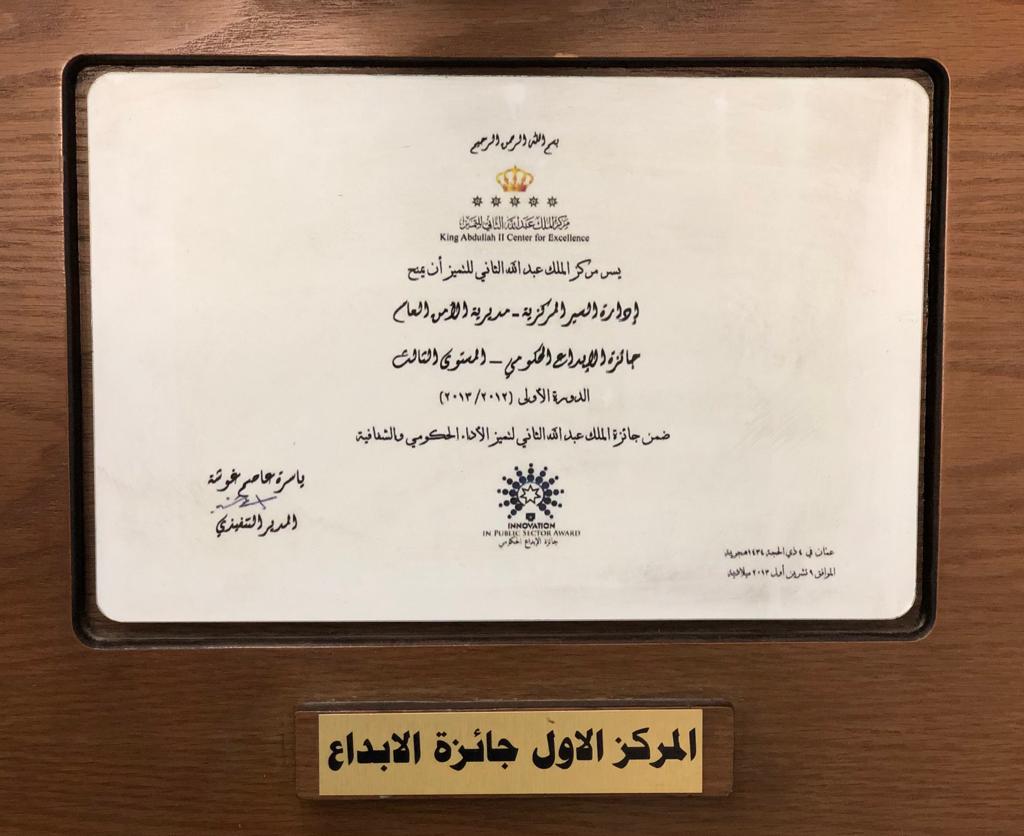 بسم الله الرحمن الرحيم
مركز الملك عبدالله الثاني للتميز
King Abdullah II Center for Excellence
يسر مركز الملك عبد الله الثاني للتميز أن يمنح
إدارة السير المركزية - مديرية الأمن العام
جائزة الإبداع الحكومي – المستوى الثالث
الدورة الأولى (٢٠١٢/٢٠١٣)
ضمن جائزة الملك عبد الله الثاني لتميز الأداء الحكومي والشفافية
ياسرة عاصم غوشة
المدير التنفيذي
INNOVATION
IN PUBLIC SECTOR AWARD
جائزة الإبداع الحكومي
عمّان في ٤ ذي الحجة ١٤٣٤ هجرية
الموافق ٩ تشرين أول ٢٠١٣ ميلادية
المركز الاول جائزة الابداع